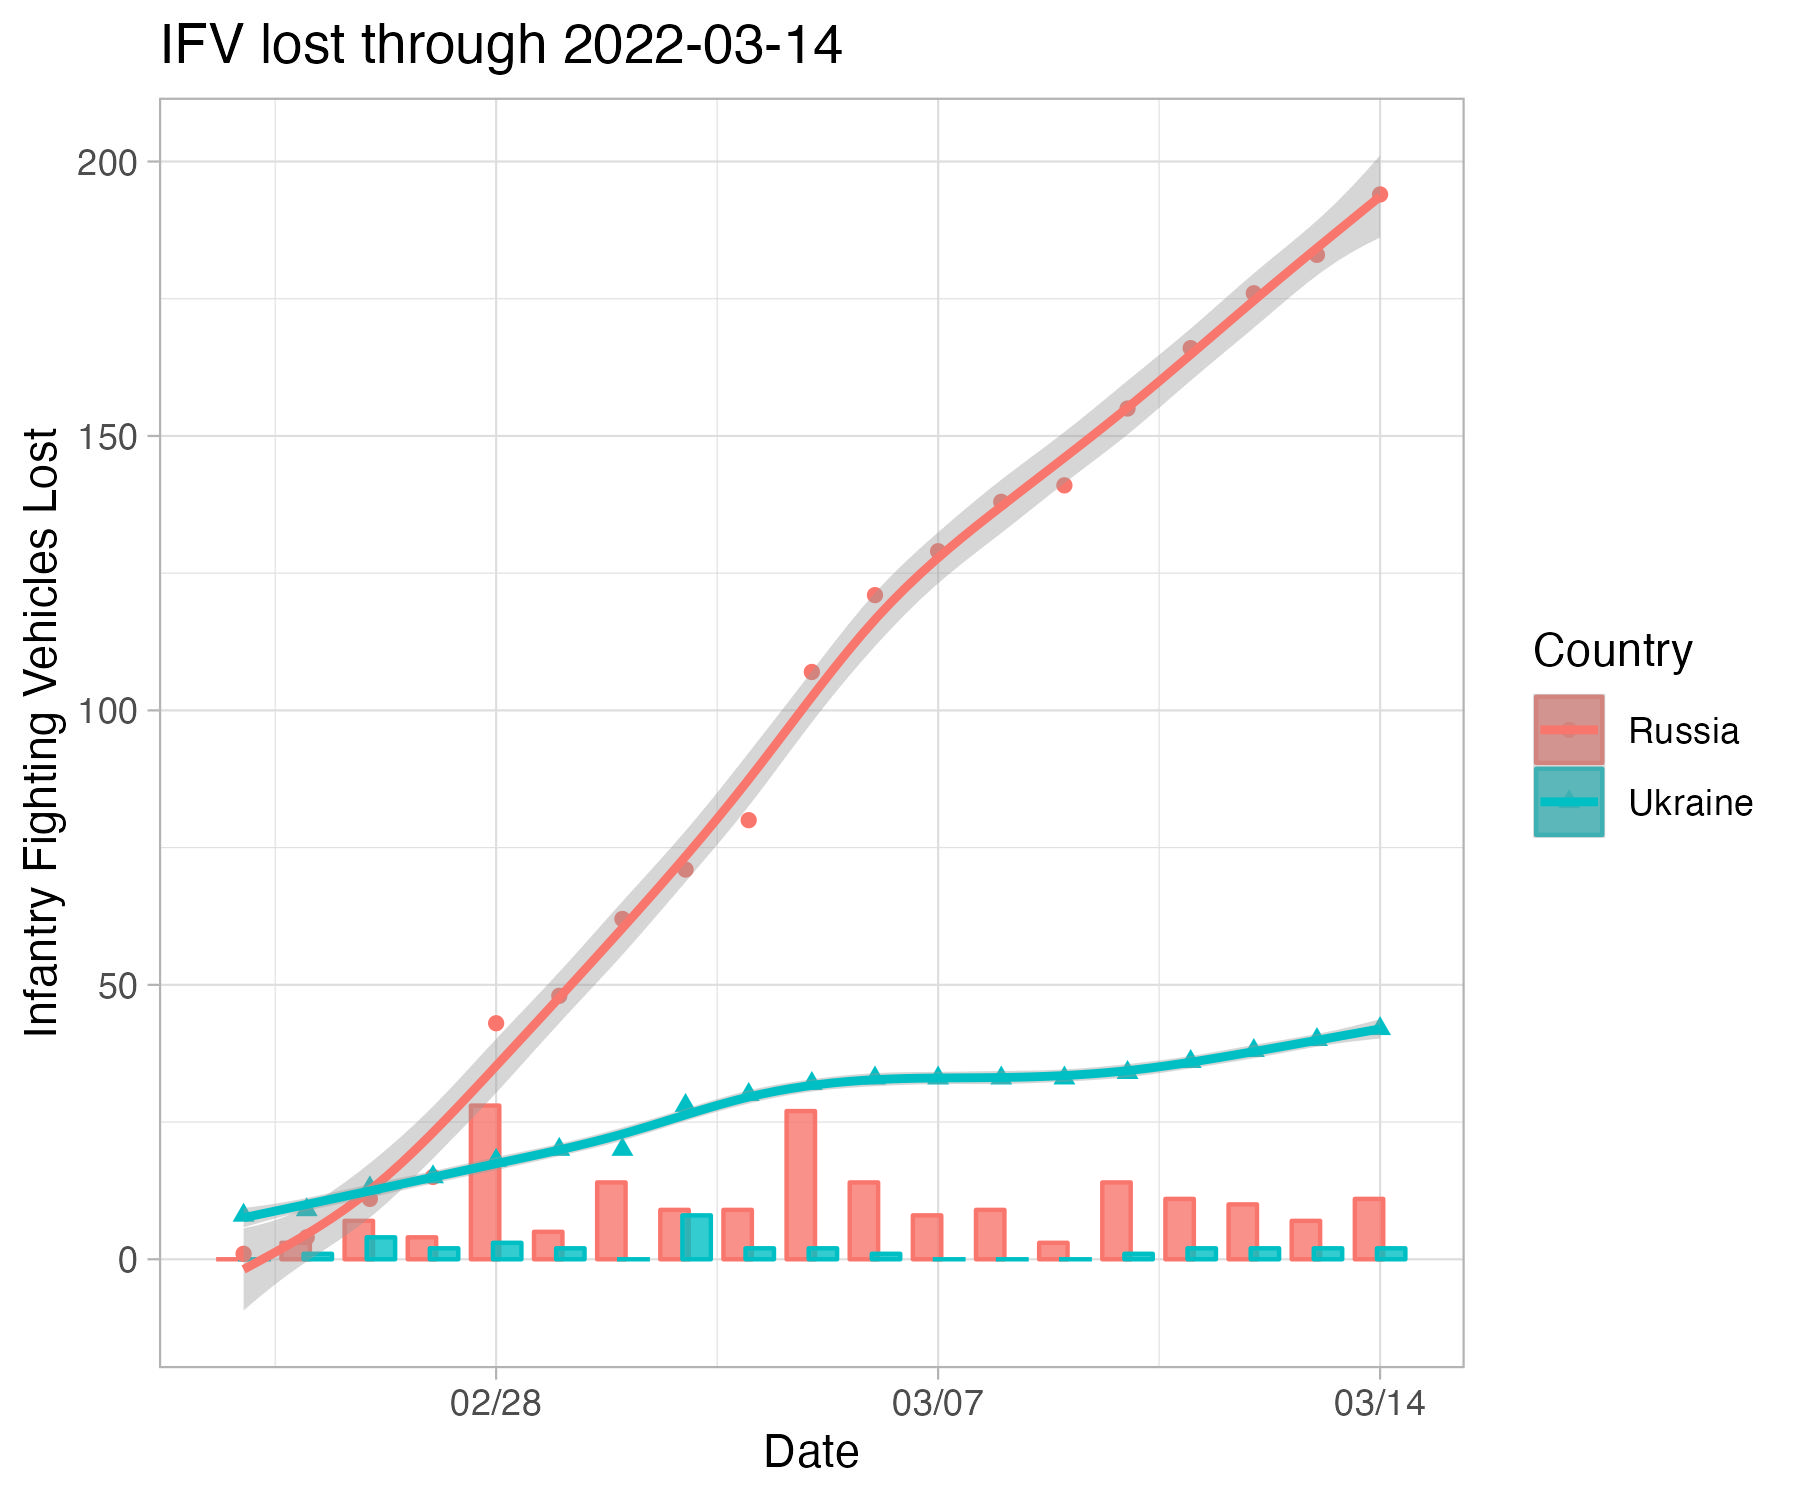 IFV lost through 2022-03-14
Infantry Fighting Vehicles Lost
200
150
100
50
0
02/28
03/07
03/14
Date
Country
Russia
Ukraine